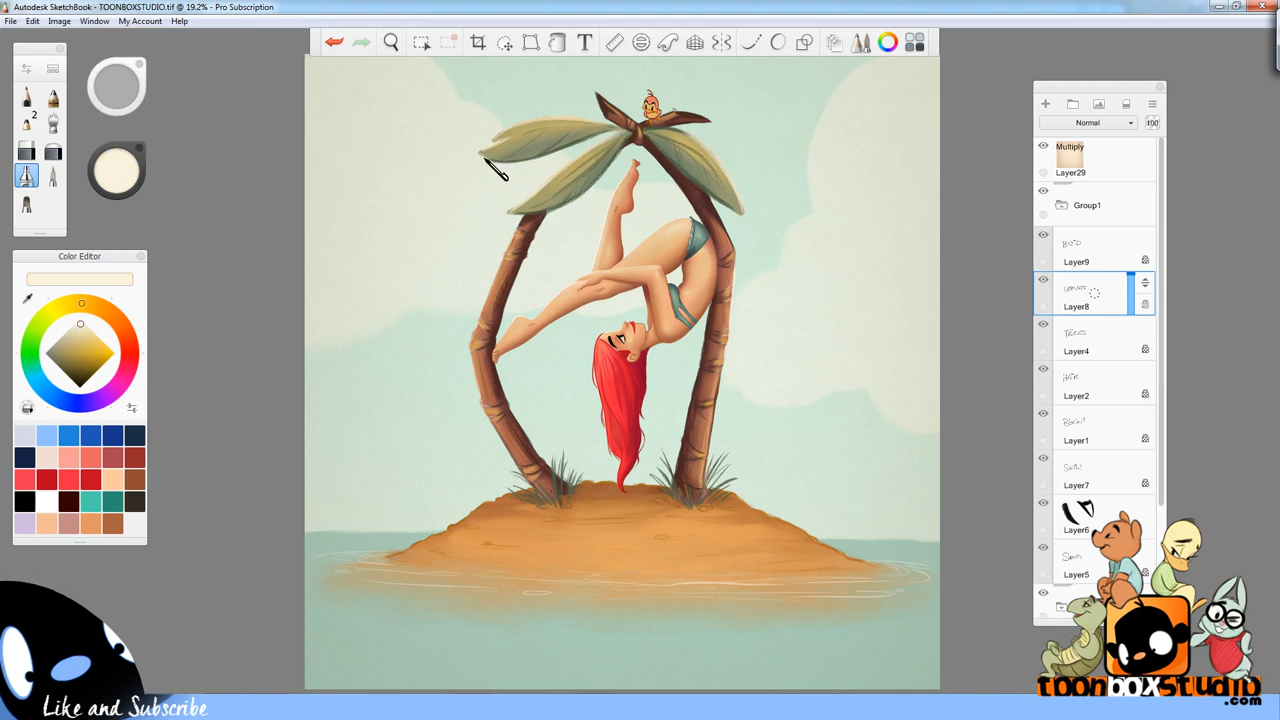 Autodesk SketchBook - TOONBOXSTUDIO.tif @ 19.2% - Pro Subscription
File Edit Image Window My Account Help
T
2
Normal
100
Multiply
Layer29
Group1
Layer9
Layer8
Layer4
Layer2
Layer1
Layer7
Layer6
Layer5
Color Editor
Like and Subscribe
toonboxstudio
.com